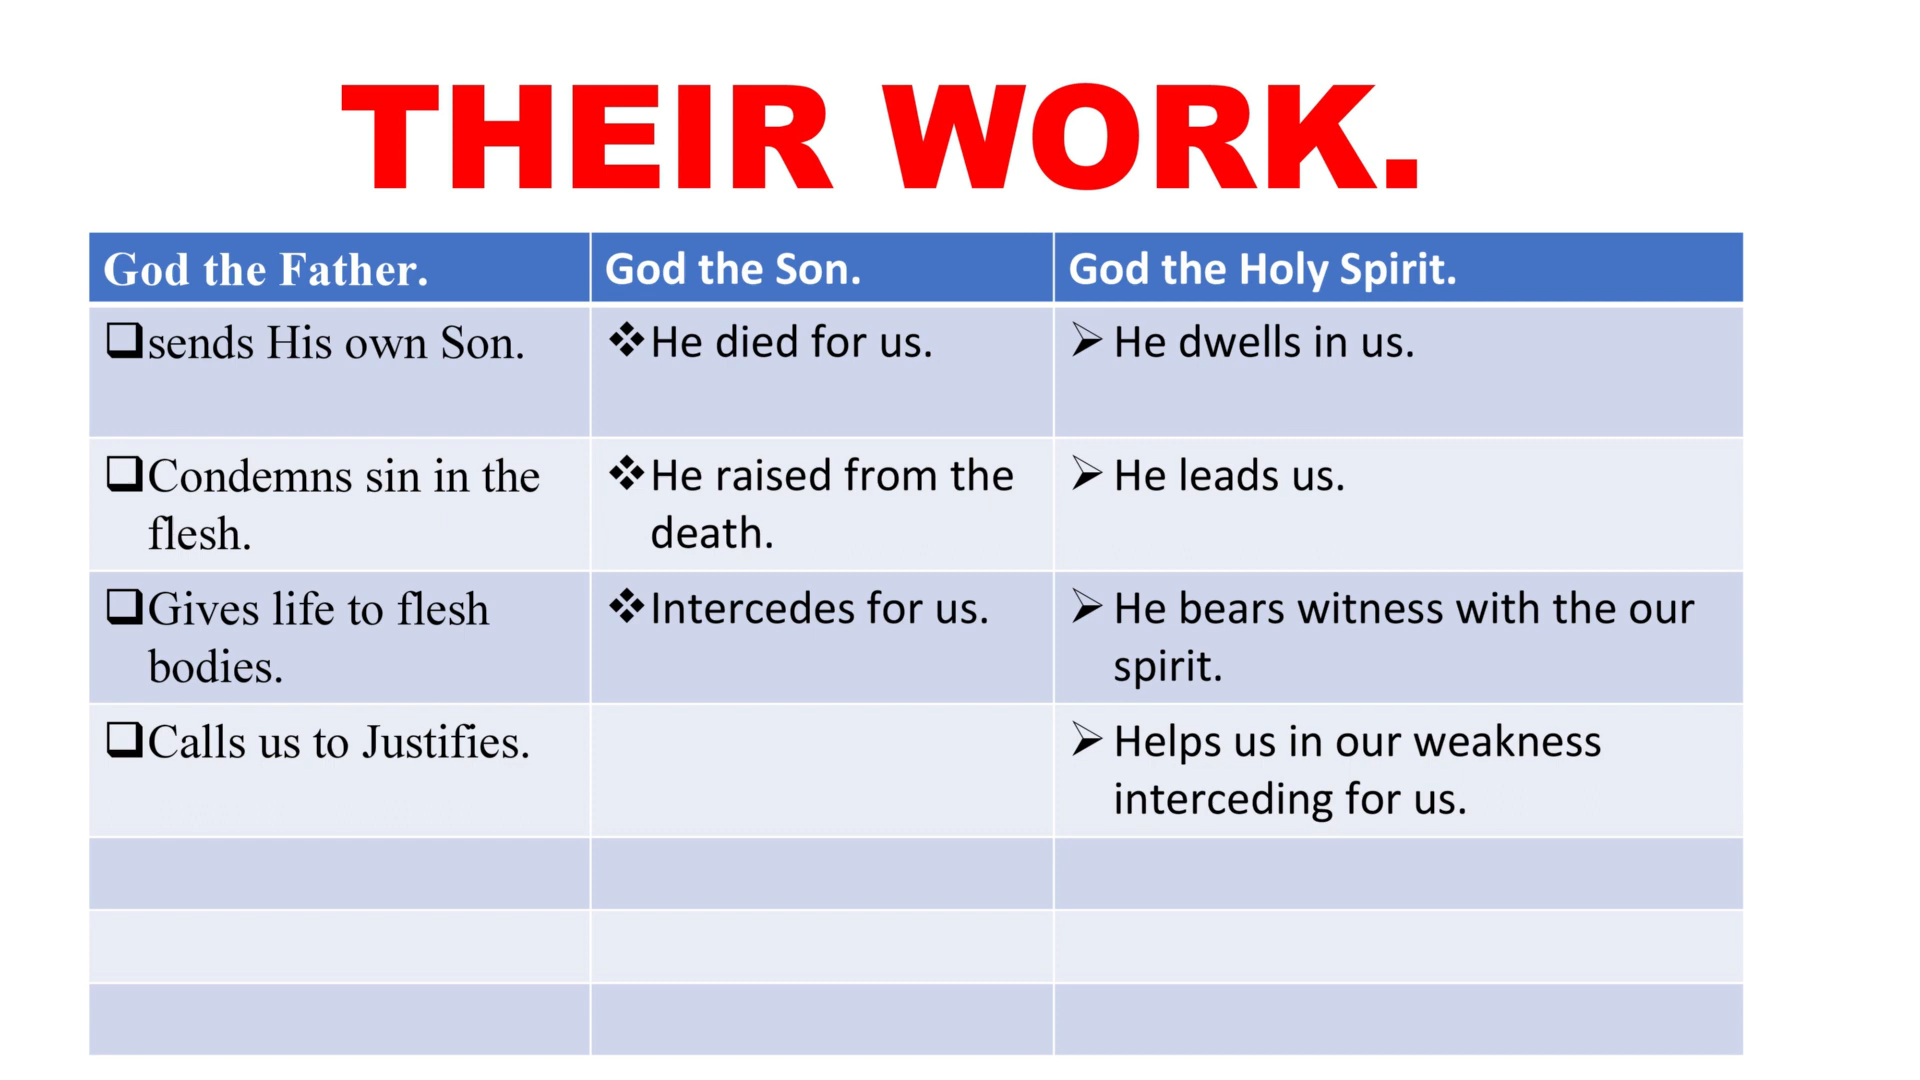 THEIR WORK.
God the Father.
God the Son.
God the Holy Spirit.
❑sends His own Son.
❖He died for us.
➢ He dwells in us.
❑Condemns sin in the
flesh.
❖He raised from the
death.
➢ He leads us.
❑Gives life to flesh
bodies.
❖Intercedes for us.
➢ He bears witness with the our
spirit.
❑Calls us to Justifies.
➢ Helps us in our weakness
interceding for us.